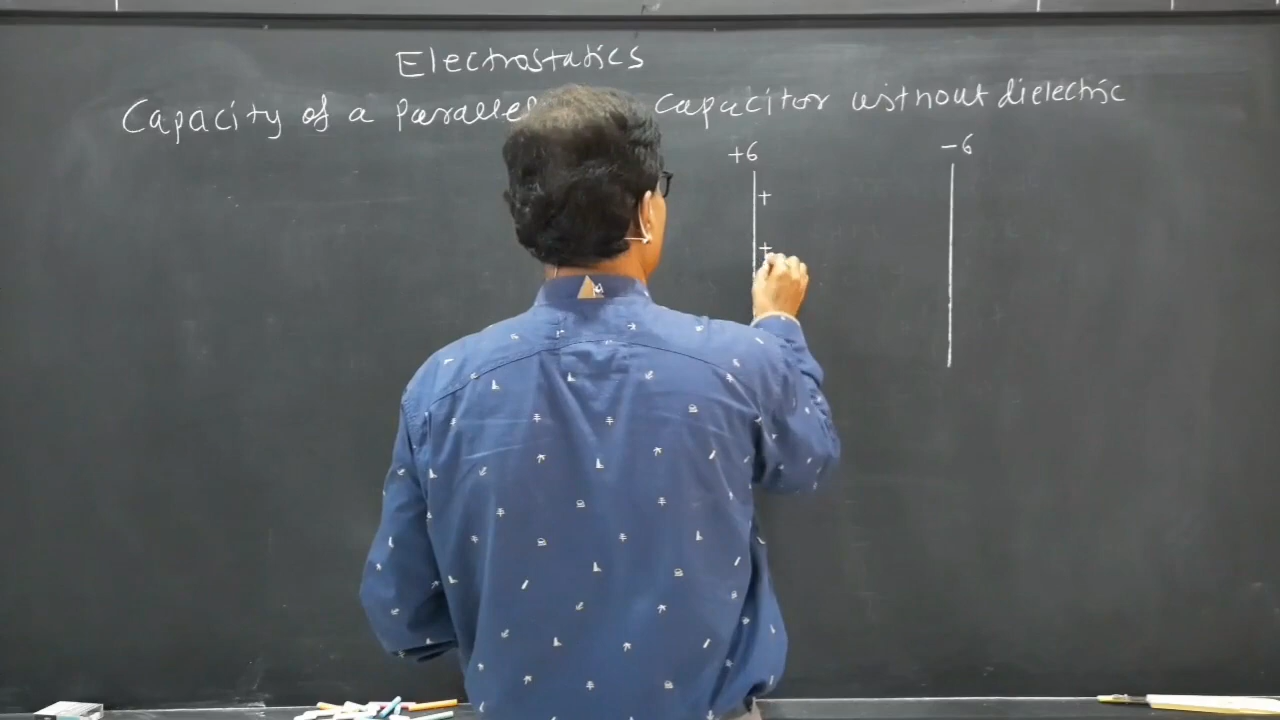 Electrostatics
Capacity of a Parallel capacitor without dielectric
+6 -6
+
+